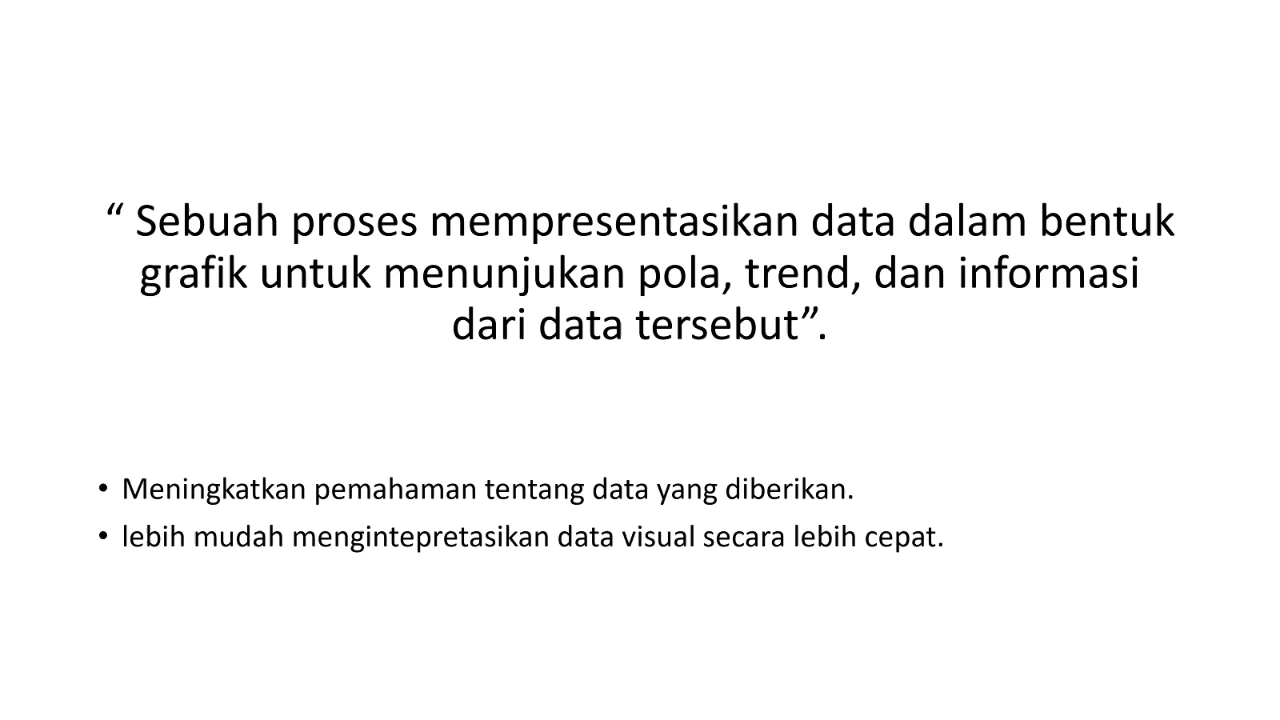 “ Sebuah proses mempresentasikan data dalam bentuk
grafik untuk menunjukan pola, trend, dan informasi
dari data tersebut”.
• Meningkatkan pemahaman tentang data yang diberikan.
• lebih mudah mengintepretasikan data visual secara lebih cepat.